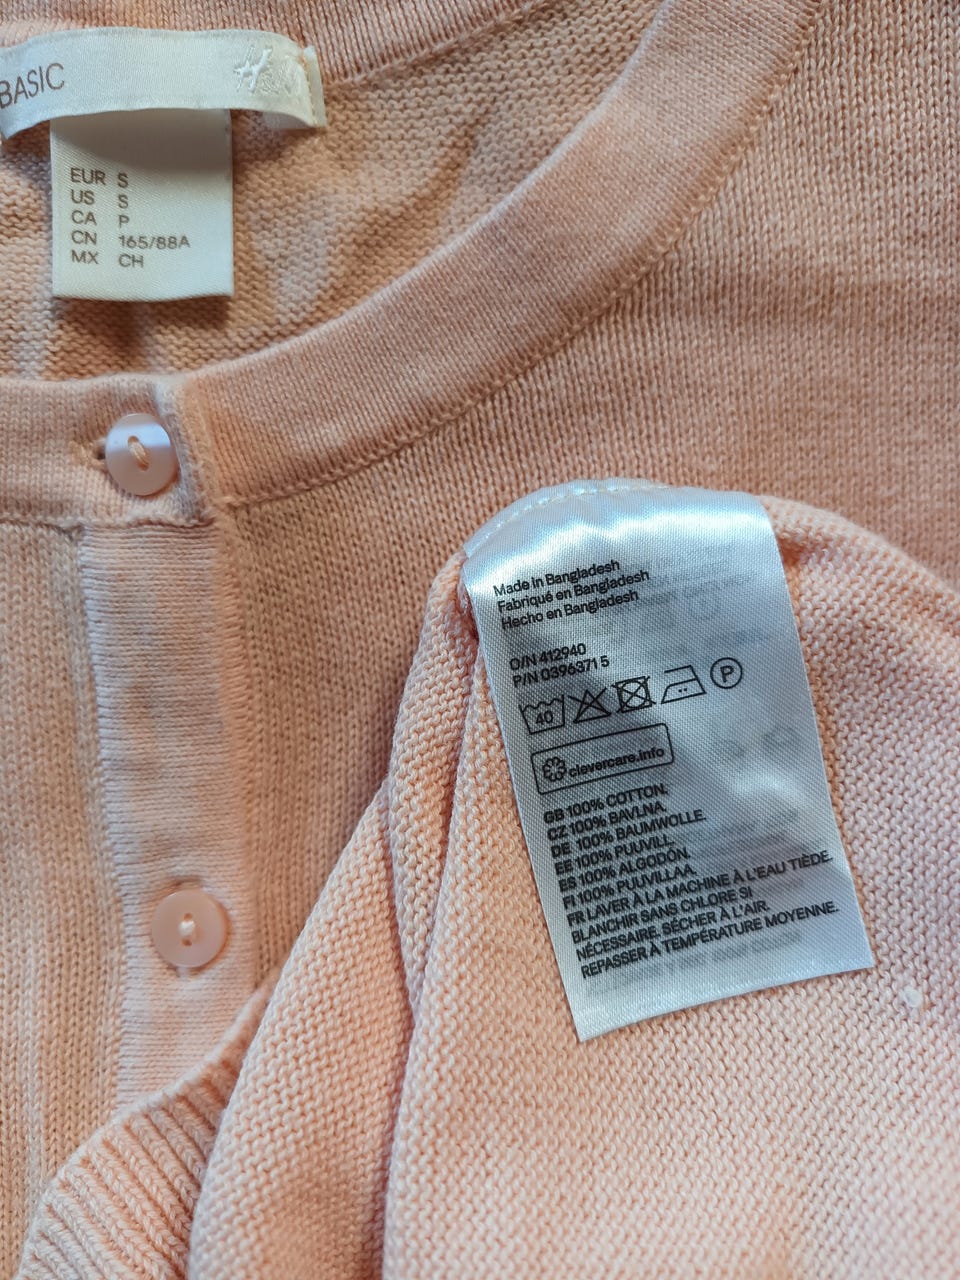 BASIC H&M
EUR S
US S
CA P
CN 165/88A
MX CH
Made in Bangladesh
Fabriqué en Bangladesh
Hecho en Bangladesh
O/N 412940
P/N 0396371 5
40 P
clevercare.info
GB 100% COTTON.
CZ 100% BAVLNA.
DE 100% BAUMWOLLE.
EE 100% PUUVILL.
ES 100% ALGODÓN.
FI 100% PUUVILLAA.
FR LAVER À LA MACHINE À L'EAU TIÈDE.
BLANCHIR SANS CHLORE SI
NÉCESSAIRE. SÉCHER À L'AIR.
REPASSER À TEMPÉRATURE MOYENNE.